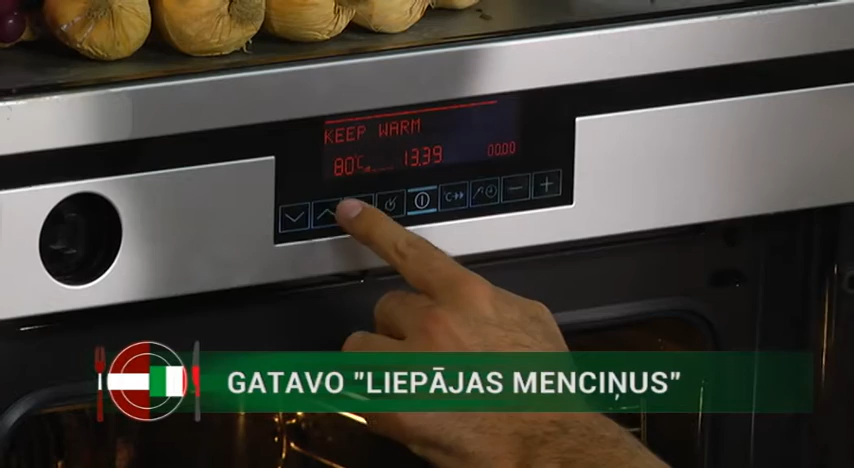 KEEP WARM
80°C 13.39 00.00
°C
GATAVO "LIEPĀJAS MENCIŅUS"